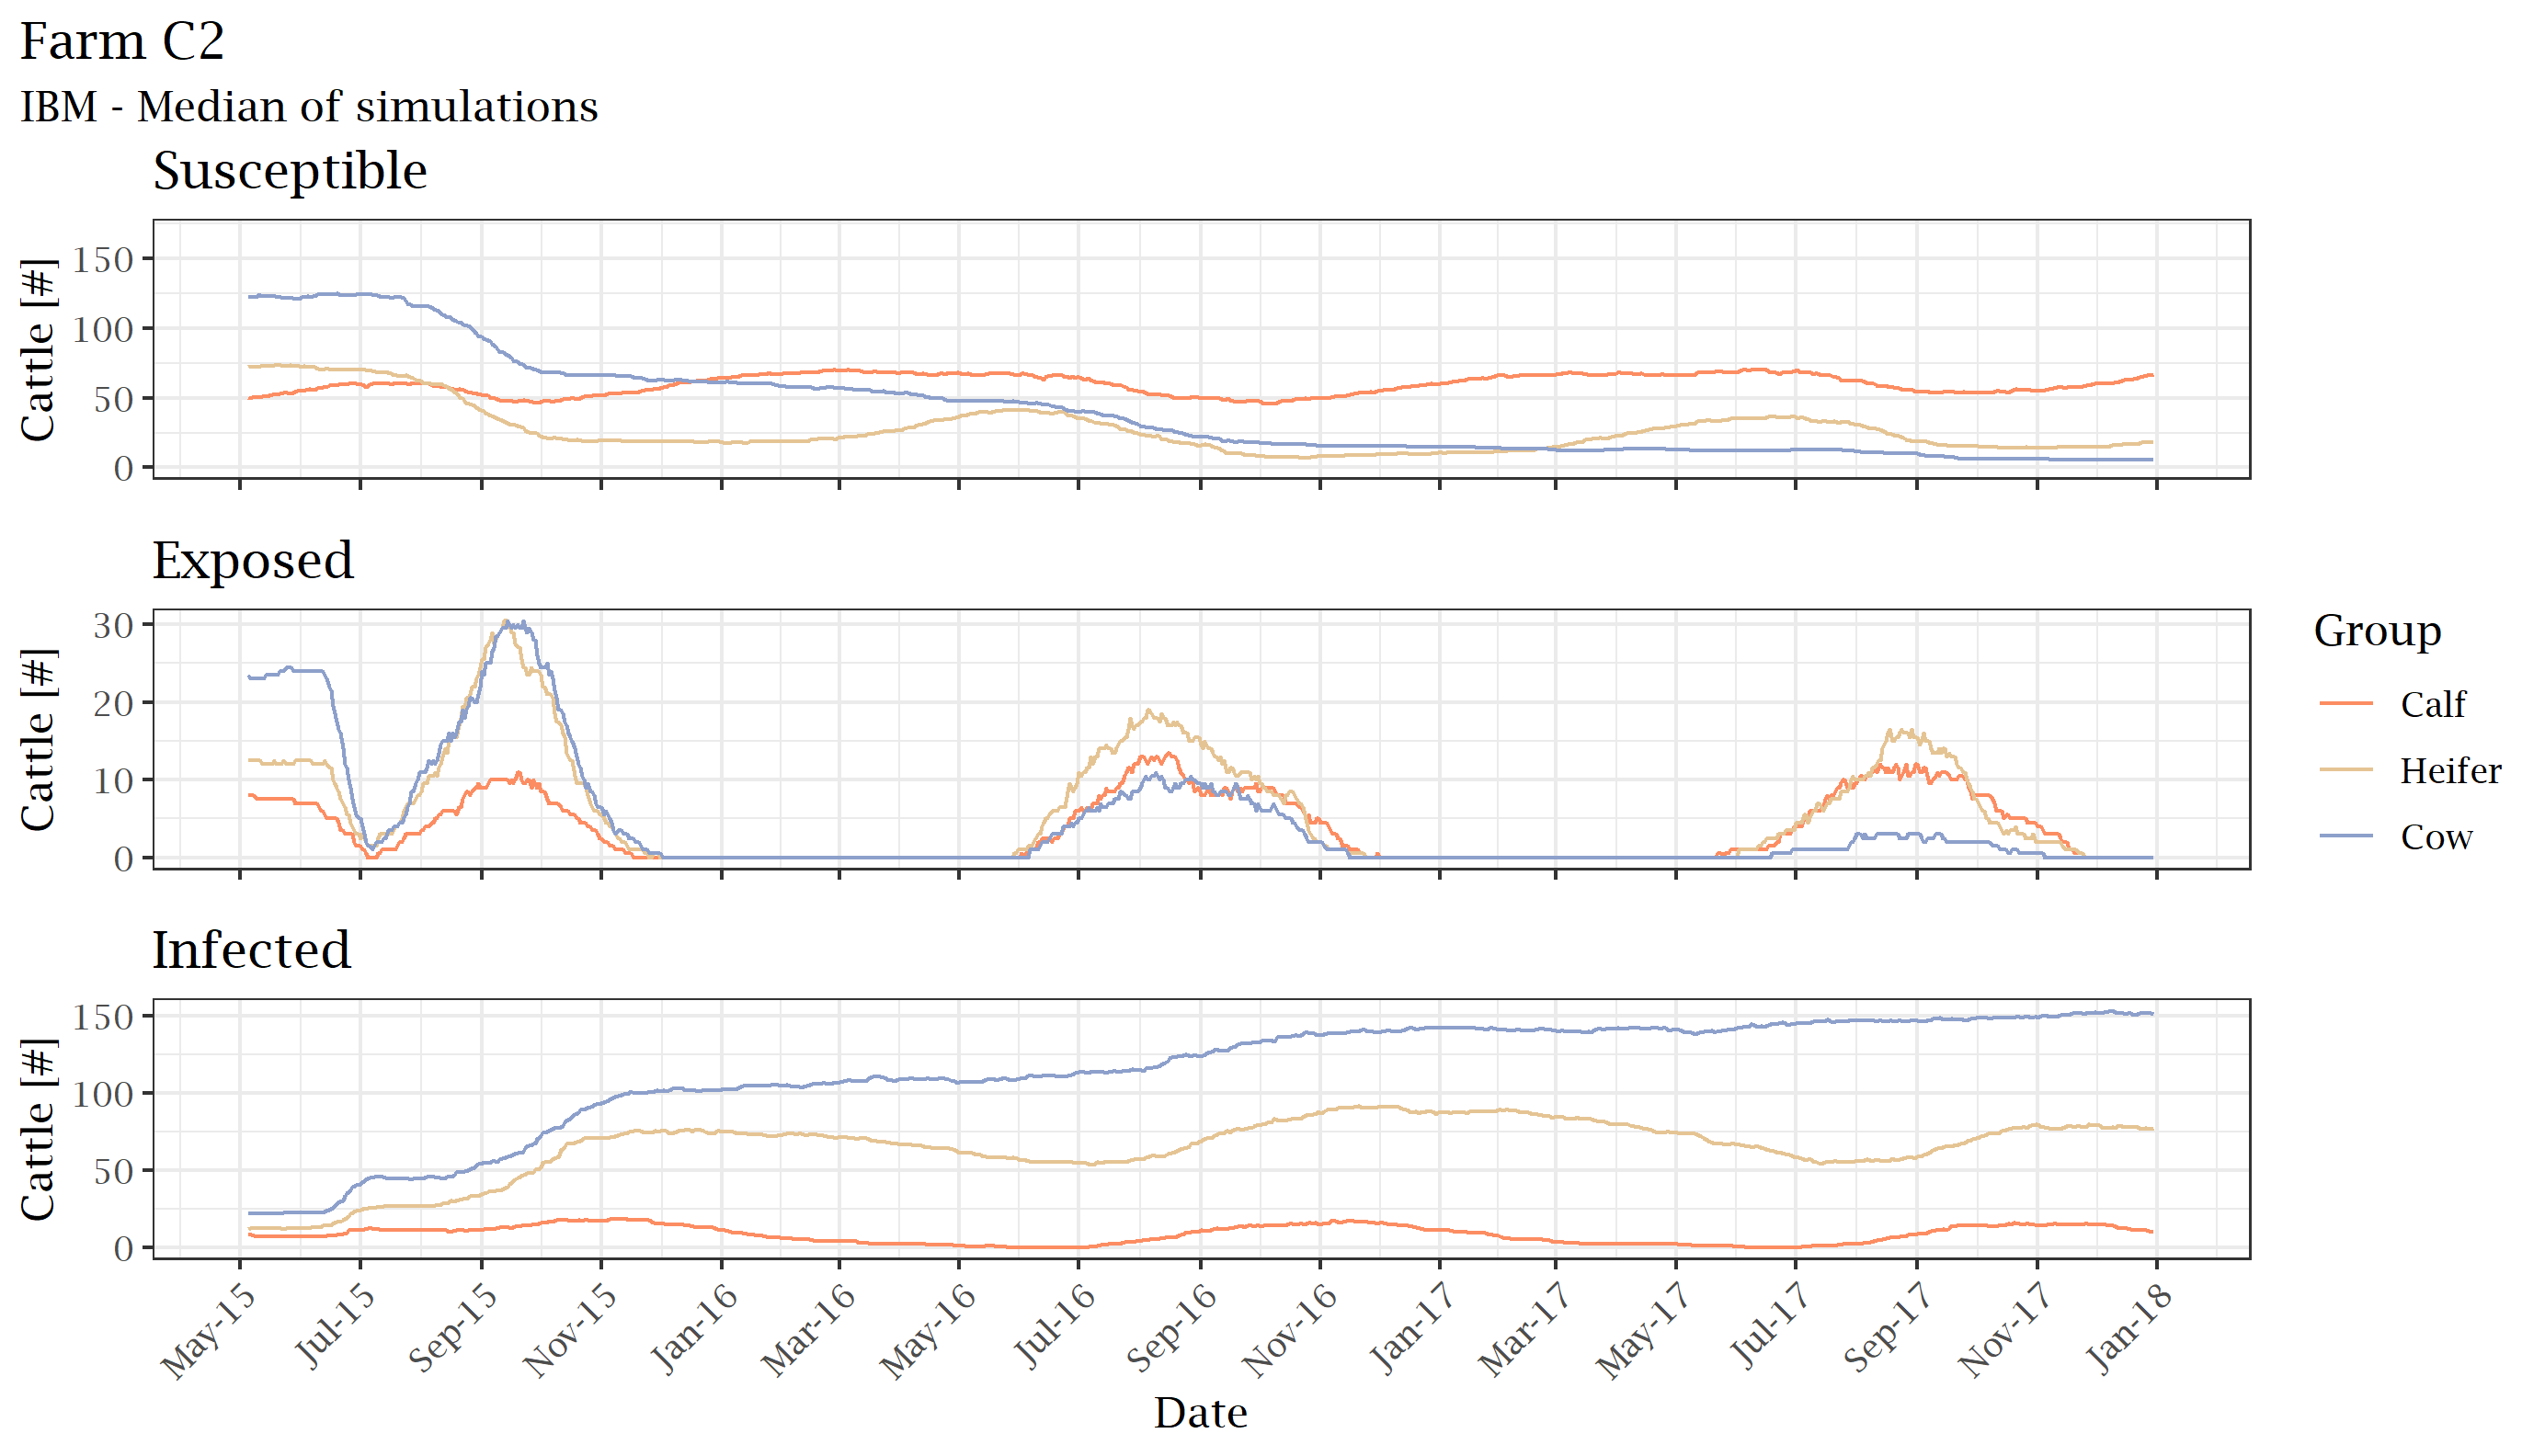 Farm C2
IBM - Median of simulations
Susceptible
Cattle [#]
150
100
50
0
Exposed
Cattle [#]
30
20
10
0
Group
Calf
Heifer
Cow
Infected
Cattle [#]
150
100
50
0
May-15
Jul-15
Sep-15
Nov-15
Jan-16
Mar-16
May-16
Jul-16
Sep-16
Nov-16
Jan-17
Mar-17
May-17
Jul-17
Sep-17
Nov-17
Jan-18
Date